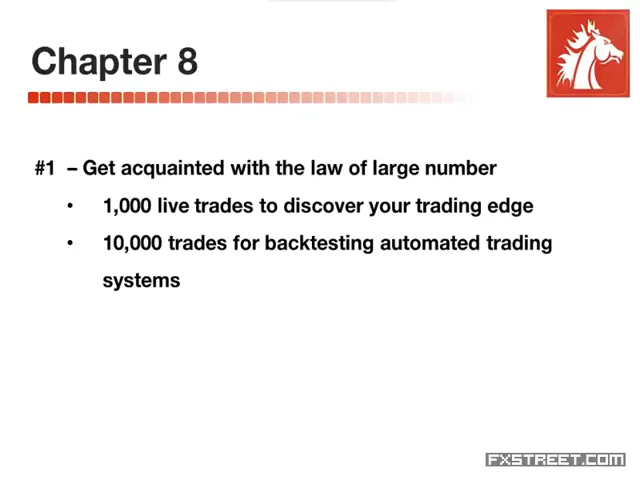 Chapter 8
#1 – Get acquainted with the law of large number
• 1,000 live trades to discover your trading edge
• 10,000 trades for backtesting automated trading
systems
FXSTREET.COM